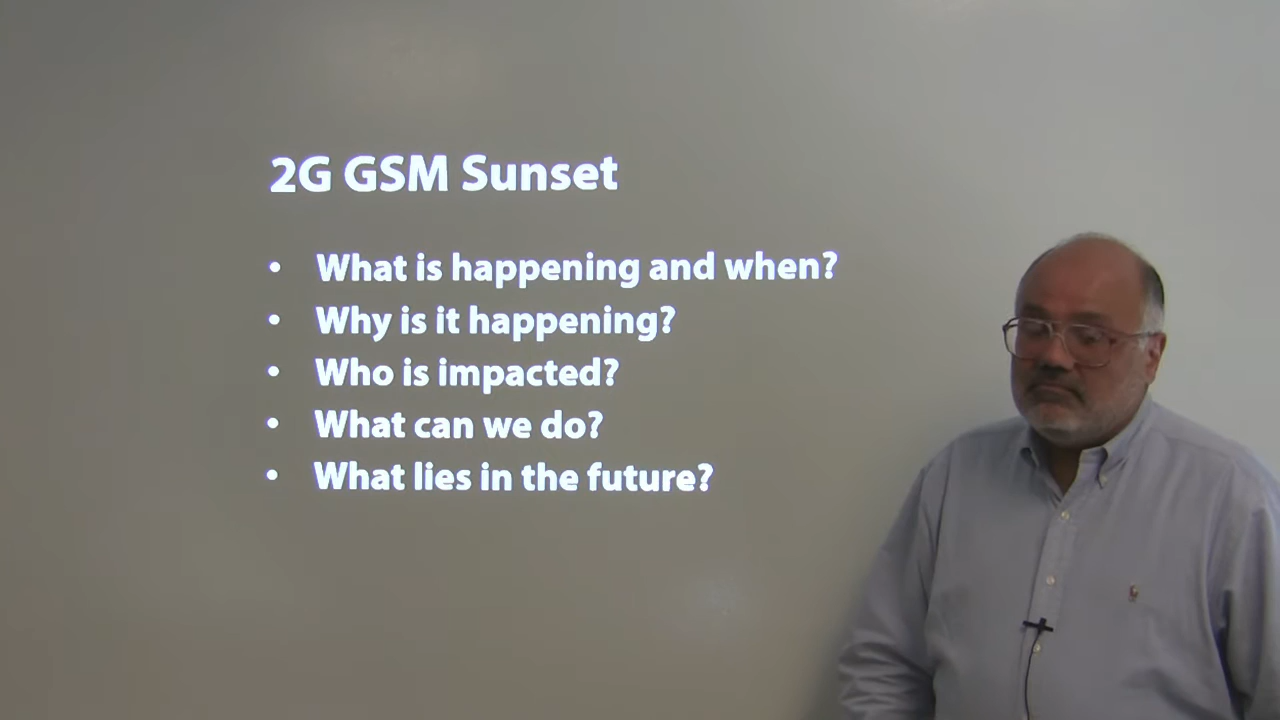 2G GSM Sunset
• What is happening and when?
• Why is it happening?
• Who is impacted?
• What can we do?
• What lies in the future?